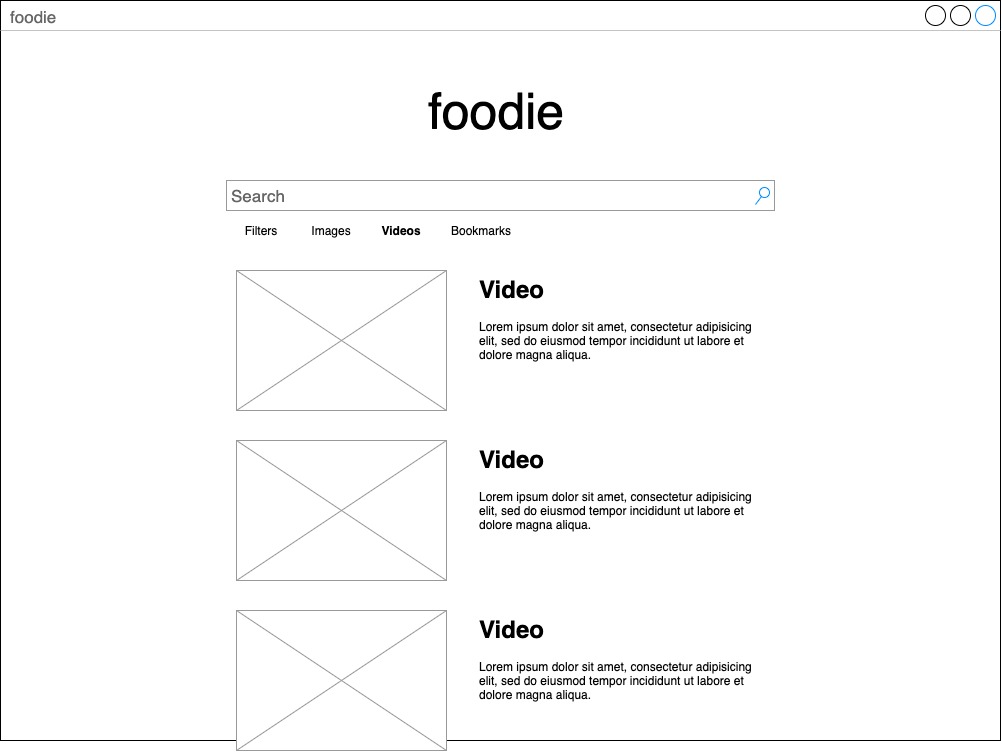 foodie
foodie
Search
Filters Images Videos Bookmarks
Video
Lorem ipsum dolor sit amet, consectetur adipisicing
elit, sed do eiusmod tempor incididunt ut labore et
dolore magna aliqua.
Video
Lorem ipsum dolor sit amet, consectetur adipisicing
elit, sed do eiusmod tempor incididunt ut labore et
dolore magna aliqua.
Video
Lorem ipsum dolor sit amet, consectetur adipisicing
elit, sed do eiusmod tempor incididunt ut labore et
dolore magna aliqua.